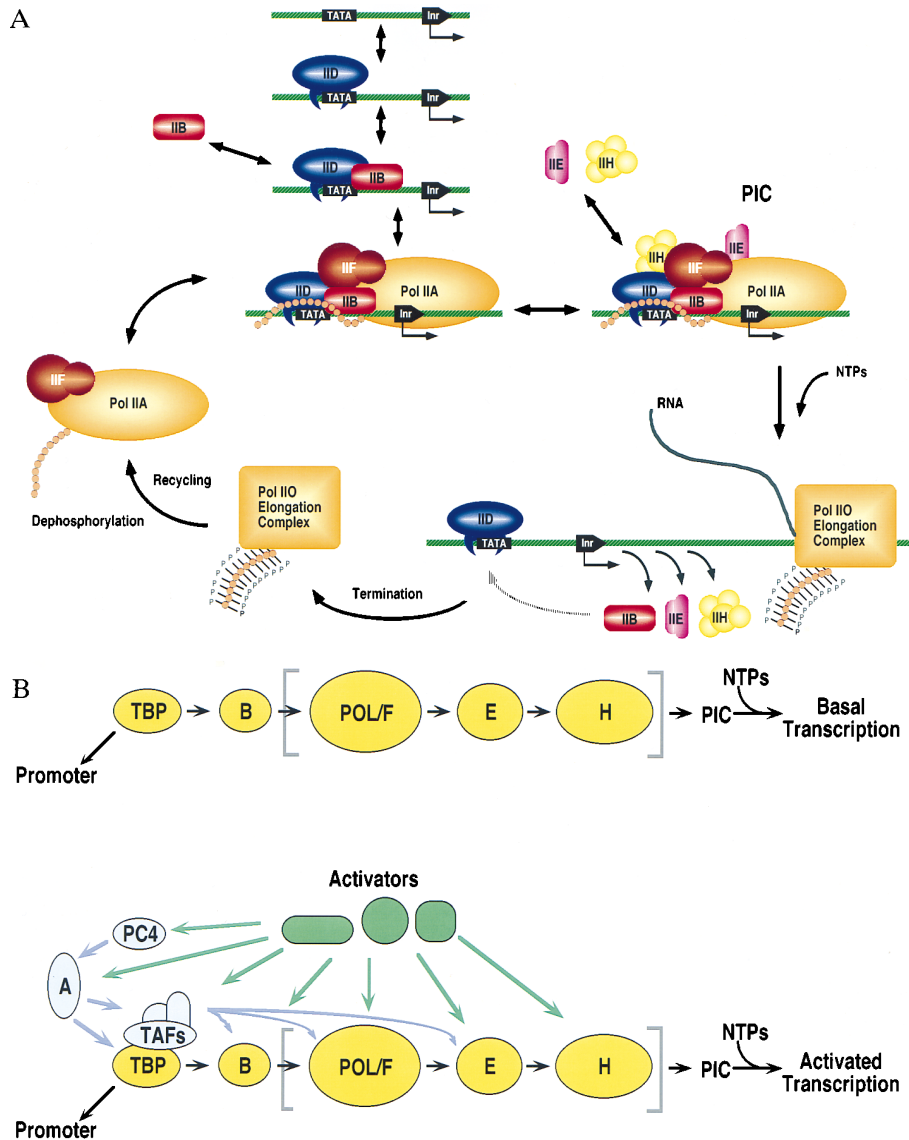 A
TATA
Inr
IID
TATA
Inr
IIB
IID
IIB
TATA
Inr
IIE
IIH
PIC
IIF
IID
IIB
Pol IIA
TATA
Inr
IIH
IIF
IIE
IID
IIB
Pol IIA
TATA
Inr
NTPs
IIF
Pol IIA
RNA
Recycling
Dephosphorylation
Pol IIO
Elongation
Complex
P P P P P P P P P P P P P P P P
IID
TATA
Inr
Pol IIO
Elongation
Complex
P P P P P P P P P P P P P P P P
Termination
IIB
IIE
IIH
B
TBP
B
POL/F
E
H
PIC
NTPs
Basal
Transcription
Promoter
Activators
PC4
A
TAFs
TBP
B
POL/F
E
H
PIC
NTPs
Activated
Transcription
Promoter